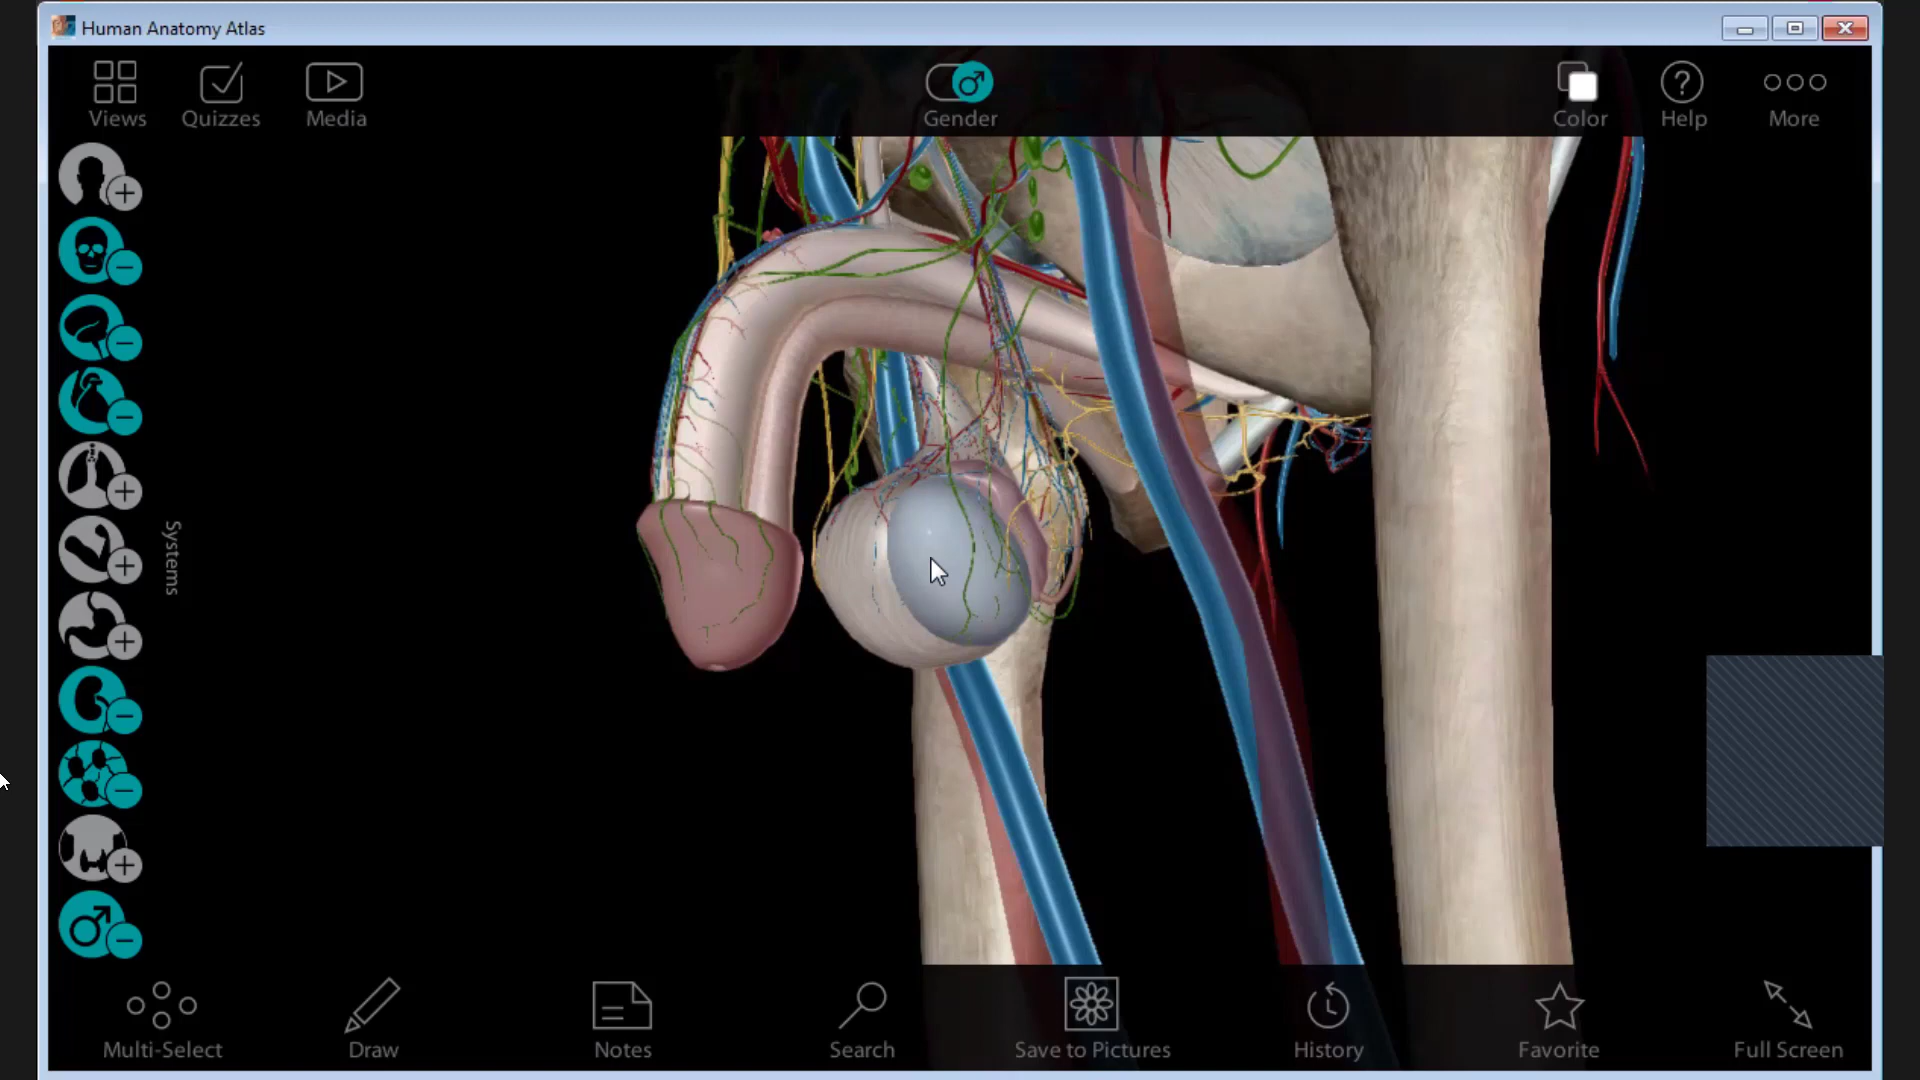 Human Anatomy Atlas
Views
Quizzes
Media
Gender
Color
Help
More
Systems
Multi-Select
Draw
Notes
Search
Save to Pictures
History
Favorite
Full Screen